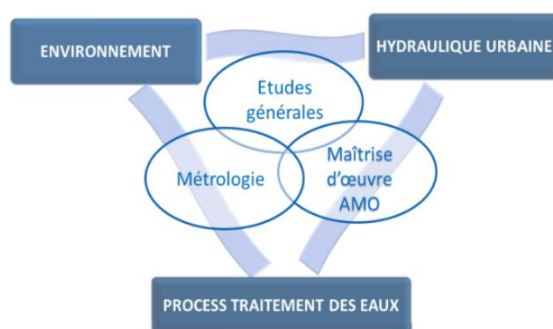 ENVIRONNEMENT
HYDRAULIQUE URBAINE
Etudes
générales
Métrologie
Maîtrise
d'œuvre
AMO
PROCESS TRAITEMENT DES EAUX